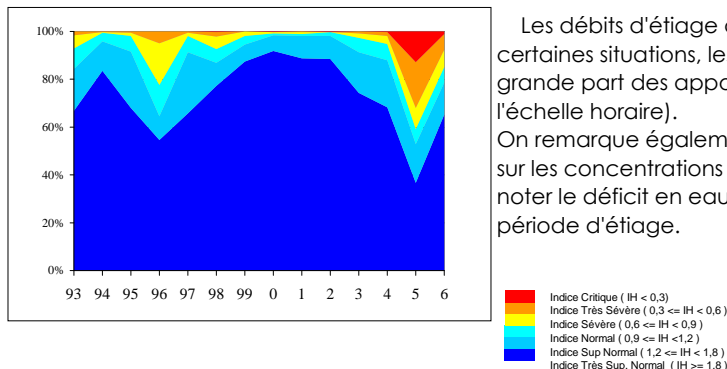 100%
80%
60%
40%
20%
0%
93 94 95 96 97 98 99 0 1 2 3 4 5 6
Les débits d'étiage
certaines situations, le
grande part des appo
l'échelle horaire).
On remarque égalem
sur les concentrations
noter le déficit en eau
période d'étiage.
Indice Critique ( IH < 0,3)
Indice Très Sévère ( 0,3 <= IH < 0,6 )
Indice Sévère ( 0,6 <= IH < 0,9 )
Indice Normal ( 0,9 <= IH <1,2 )
Indice Sup Normal ( 1,2 <= IH < 1,8 )
Indice Très Sup. Normal ( IH >= 1,8 )